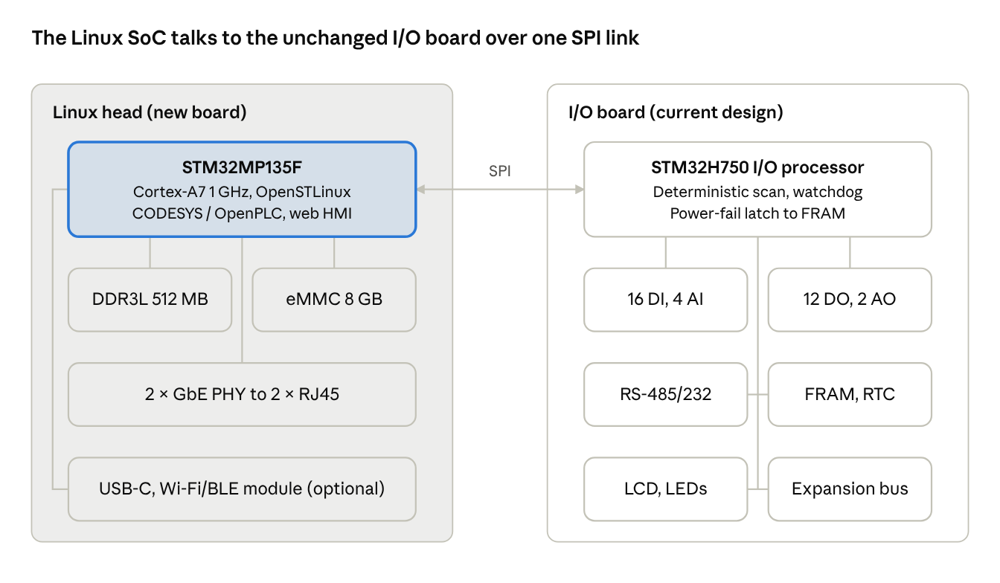 The Linux SoC talks to the unchanged I/O board over one SPI link
Linux head (new board)
STM32MP135F
Cortex-A7 1 GHz, OpenSTLinux
CODESYS / OpenPLC, web HMI
DDR3L 512 MB
eMMC 8 GB
2 × GbE PHY to 2 × RJ45
USB-C, Wi-Fi/BLE module (optional)
SPI
I/O board (current design)
STM32H750 I/O processor
Deterministic scan, watchdog
Power-fail latch to FRAM
16 DI, 4 AI
12 DO, 2 AO
RS-485/232
FRAM, RTC
LCD, LEDs
Expansion bus